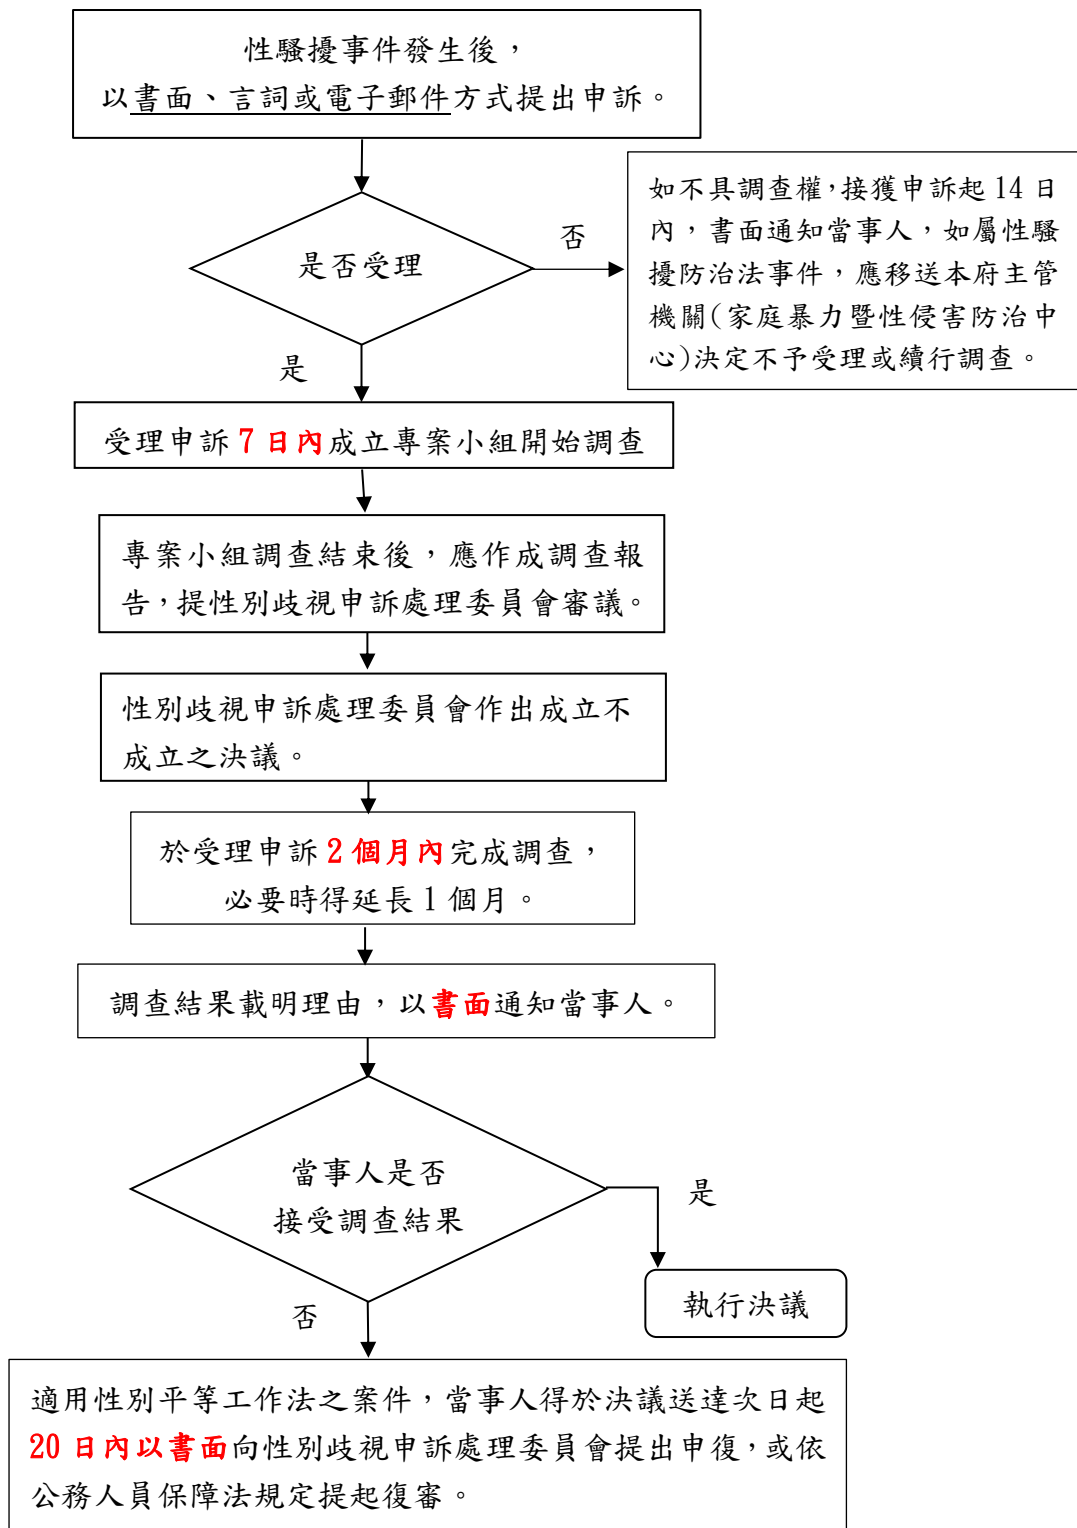 性騷擾事件發生後，
以書面、言詞或電子郵件方式提出申訴。
是否受理
否
如不具調查權，接獲申訴起 14 日
內，書面通知當事人，如屬性騷
擾防治法事件，應移送本府主管
機關(家庭暴力暨性侵害防治中
心)決定不予受理或續行調查。
是
受理申訴 7 日內成立專案小組開始調查
專案小組調查結束後，應作成調查報
告，提性別歧視申訴處理委員會審議。
性別歧視申訴處理委員會作出成立不
成立之決議。
於受理申訴 2 個月內完成調查，
必要時得延長 1 個月。
調查結果載明理由，以書面通知當事人。
當事人是否
接受調查結果
是
執行決議
否
適用性別平等工作法之案件，當事人得於決議送達次日起
20 日內以書面向性別歧視申訴處理委員會提出申復，或依
公務人員保障法規定提起復審。